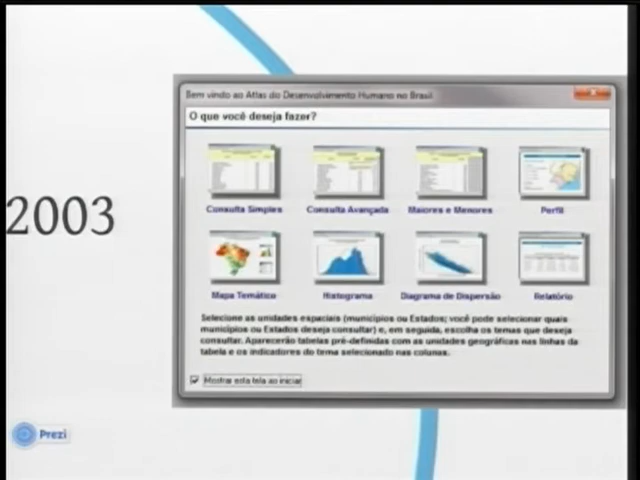 2003
Bem vindo ao Atlas do Desenvolvimento Humano no Brasil
O que você deseja fazer?
Consulta Simples
Consulta Avançada
Maiores e Menores
Perfil
Mapa Temático
Histograma
Diagrama de Dispersão
Relatório
Selecione as unidades espaciais (municípios ou Estados; você pode selecionar quais
municípios ou Estados deseja consultar) e, em seguida, escolha os temas que deseja
consultar. Aparecerão tabelas pré-definidas com as unidades geográficas nas linhas da
tabela e os indicadores do tema selecionado nas colunas.
Mostrar esta tela ao iniciar
Prezi